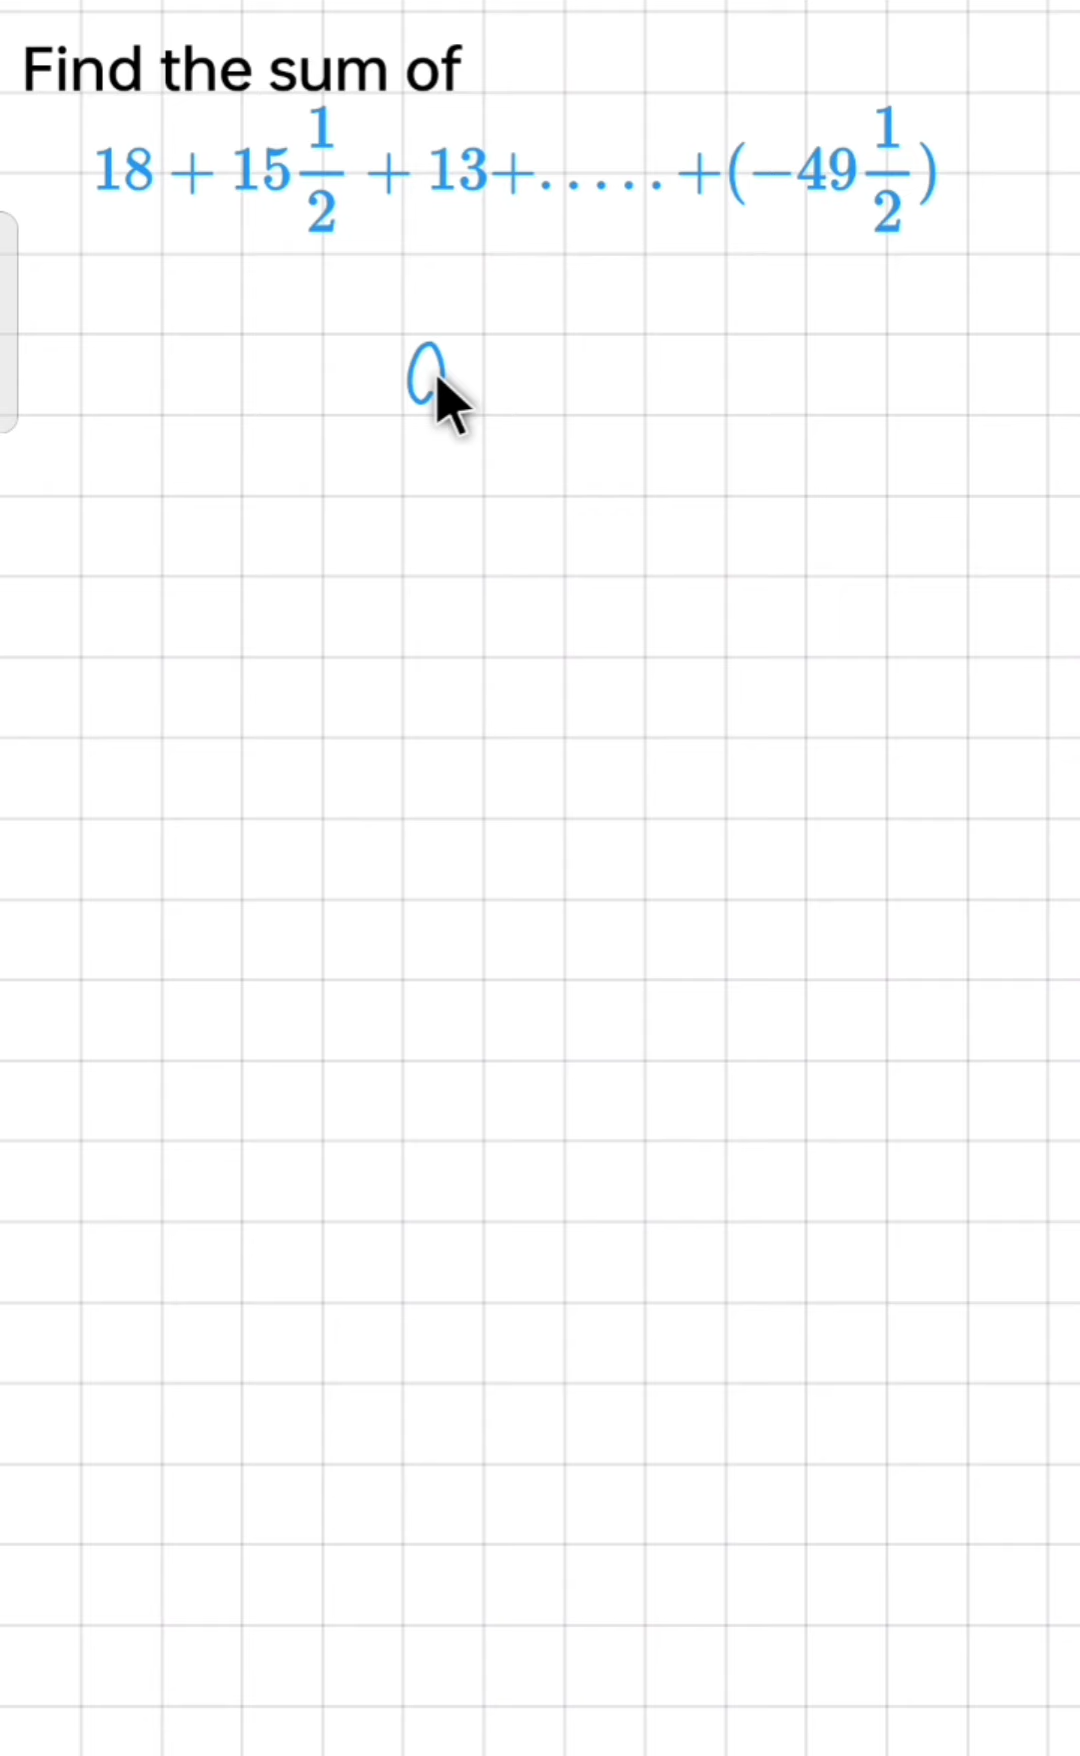 Find the sum of
18 + 15 1/2 + 13+.....+(−49 1/2)